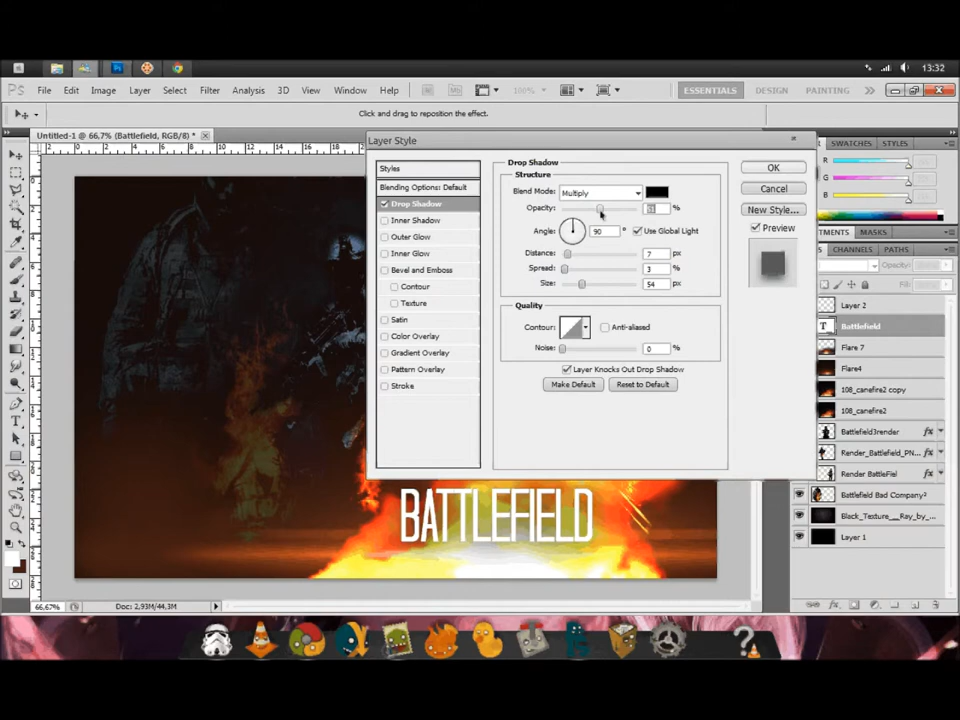 13:32
Ps File Edit Image Layer Select Filter Analysis 3D View Window Help Mb 100% ESSENTIALS DESIGN PAINTING
Click and drag to reposition the effect.
Untitled-1 @ 66,7% (Battlefield, RGB/8) *
Layer Style
SWATCHES STYLES
R
G
B
Styles
Blending Options: Default
Drop Shadow
Inner Shadow
Outer Glow
Inner Glow
Bevel and Emboss
Contour
Texture
Satin
Color Overlay
Gradient Overlay
Pattern Overlay
Stroke
Drop Shadow
Structure
Blend Mode: Multiply
Opacity: %
Angle: 90 ° Use Global Light
Distance: 7 px
Spread: 3 %
Size: 54 px
Quality
Contour: Anti-aliased
Noise: 0 %
Layer Knocks Out Drop Shadow
Make Default Reset to Default
OK
Cancel
New Style...
Preview
MASKS
CHANNELS PATHS
Opacity:
Fill:
Layer 2
T Battlefield
Flare 7
Flare4
108_canefire2 copy
108_canefire2
Battlefield3render fx
Render_Battlefield_PN... fx
Render BattleFiel fx
Battlefield Bad Company²
Black_Texture__Ray_by_...
Layer 1
BATTLEFIELD
66,67% Doc: 2,93M/44,3M